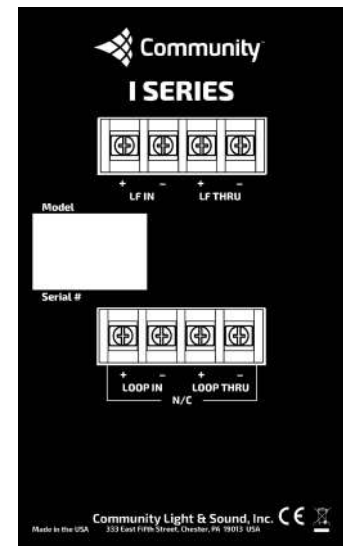 Community
I SERIES
+ − + −
LF IN LF THRU
Model
Serial #
+ − + −
LOOP IN LOOP THRU
N/C
Community Light & Sound, Inc. CE
Made in the USA 333 East Fifth Street, Chester, PA 19013 USA